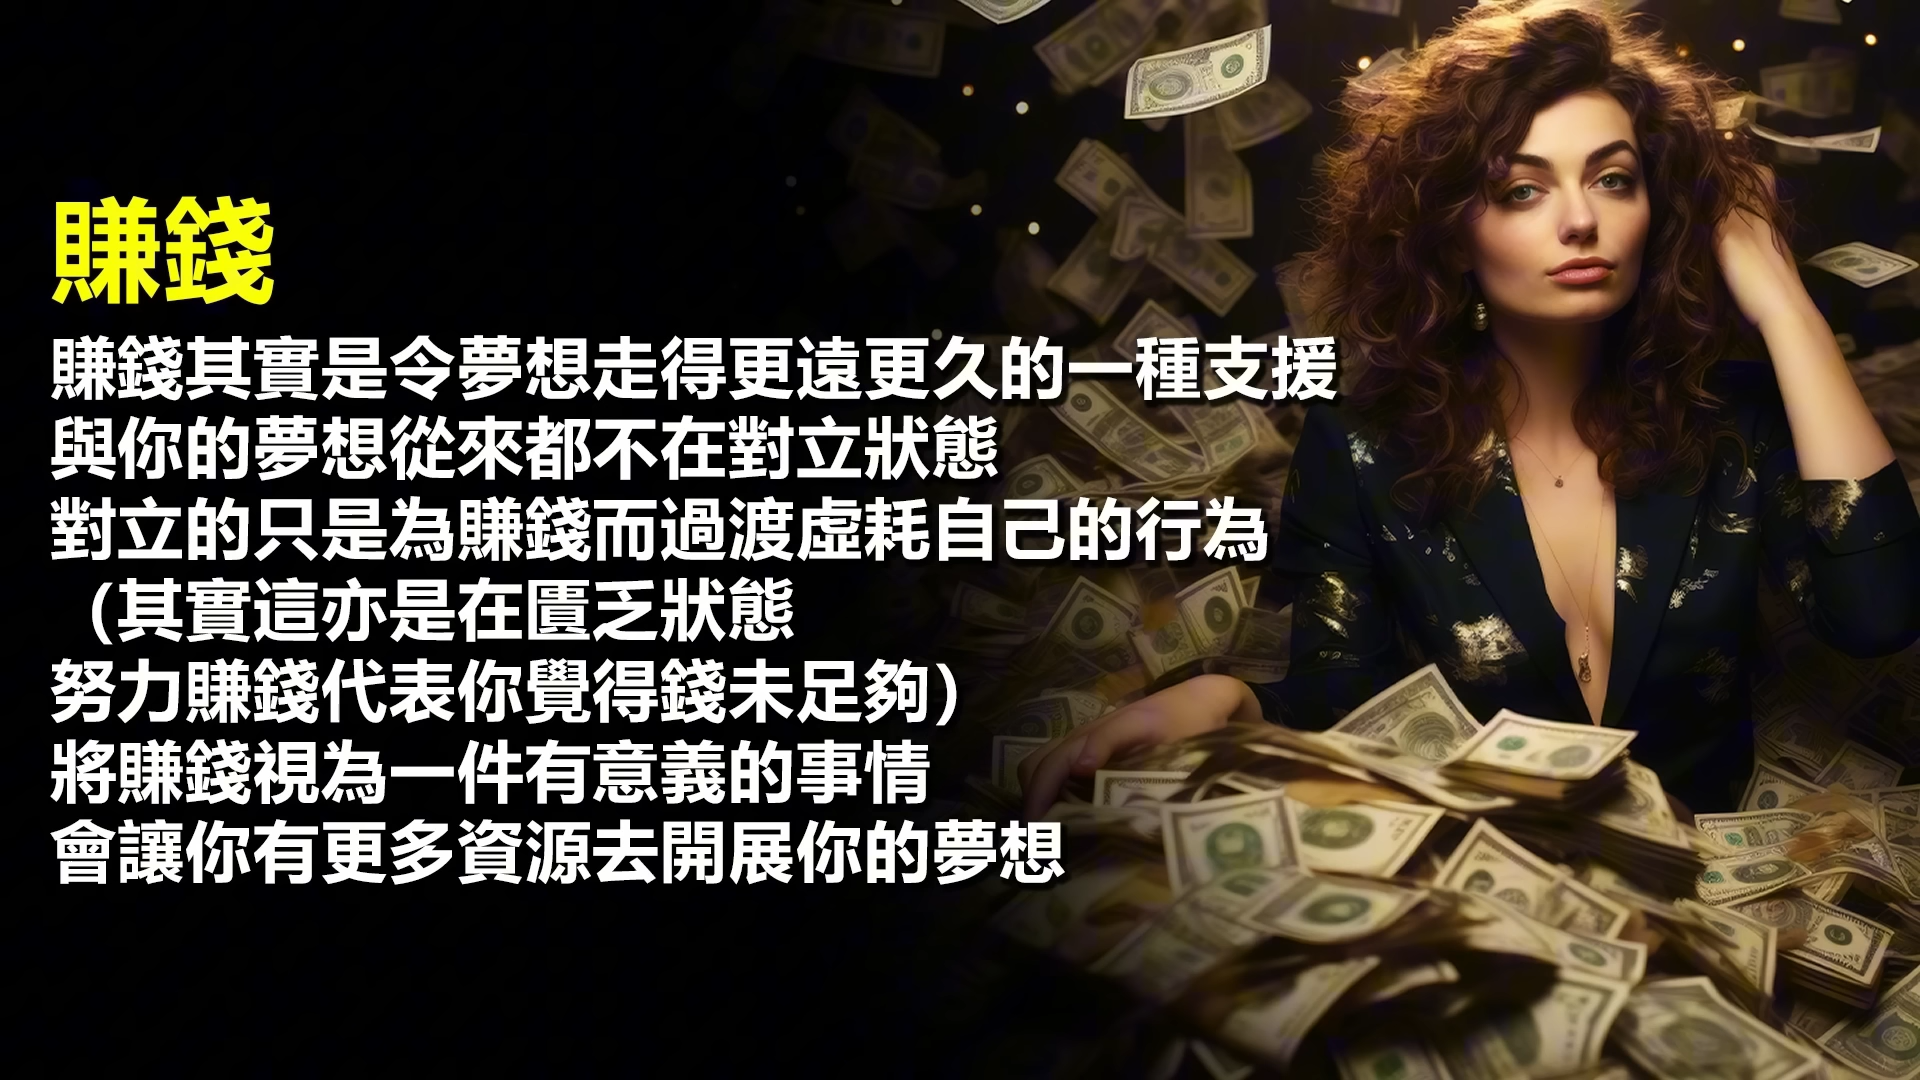 賺錢
賺錢其實是令夢想走得更遠更久的一種支援
與你的夢想從來都不在對立狀態
對立的只是為賺錢而過渡虛耗自己的行為
（其實這亦是在匱乏狀態
努力賺錢代表你覺得錢未足夠）
將賺錢視為一件有意義的事情
會讓你有更多資源去開展你的夢想